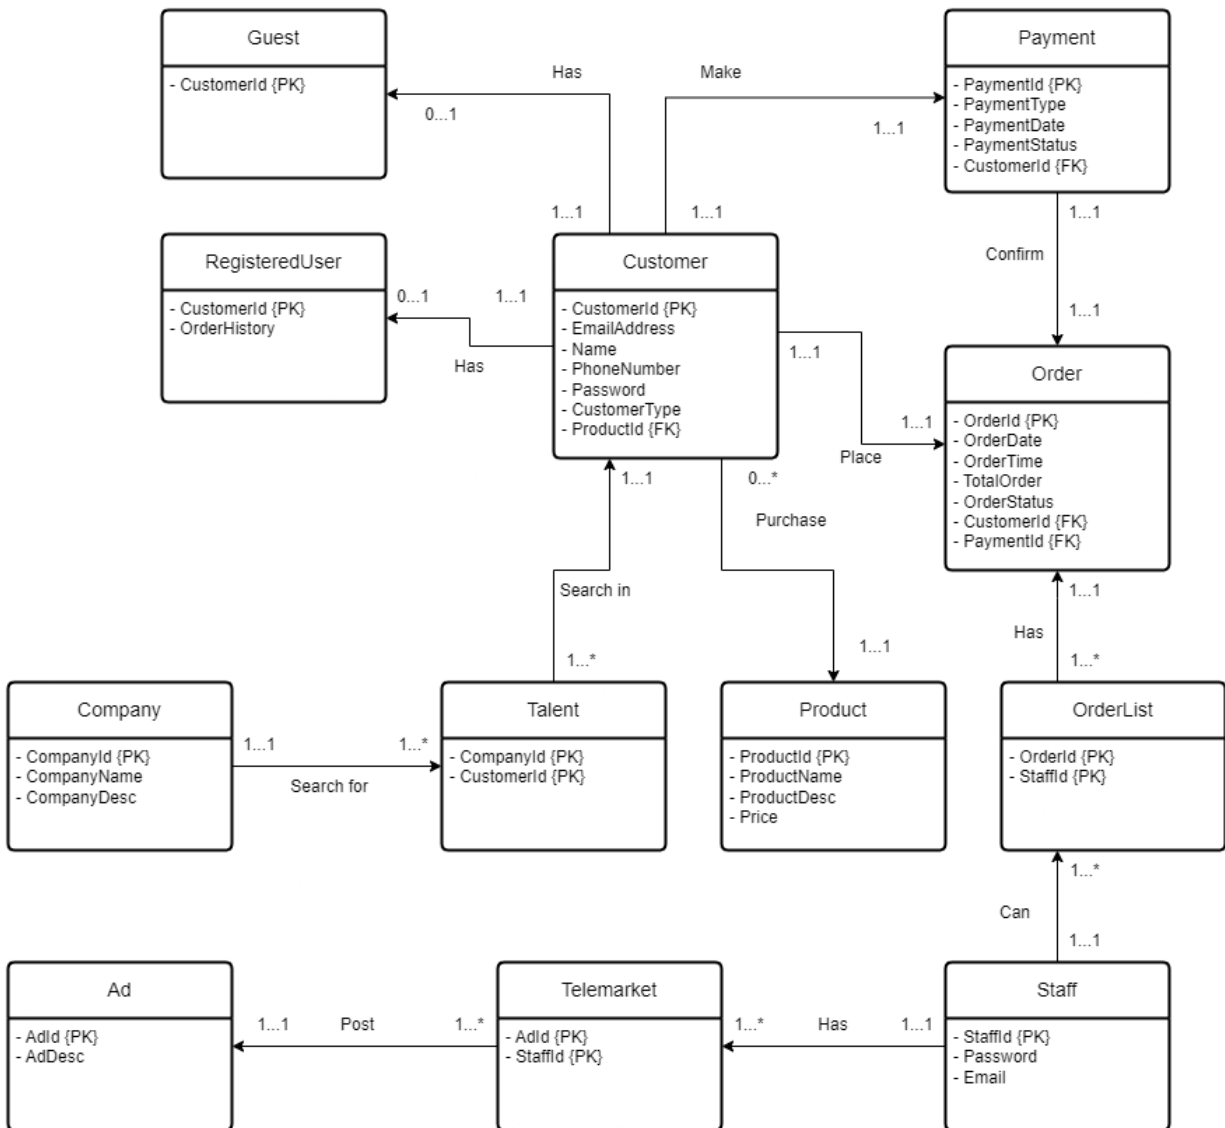 Guest
- CustomerId {PK}
Has
0...1
1...1
Make
1...1
1...1
Payment
- PaymentId {PK}
- PaymentType
- PaymentDate
- PaymentStatus
- CustomerId {FK}
1...1
Confirm
1...1
RegisteredUser
- CustomerId {PK}
- OrderHistory
0...1
1...1
Has
Customer
- CustomerId {PK}
- EmailAddress
- Name
- PhoneNumber
- Password
- CustomerType
- ProductId {FK}
1...1
1...1
Place
Order
- OrderId {PK}
- OrderDate
- OrderTime
- TotalOrder
- OrderStatus
- CustomerId {FK}
- PaymentId {FK}
1...1
0...*
Purchase
1...1
Search in
1...*
1...1
Has
1...*
Company
- CompanyId {PK}
- CompanyName
- CompanyDesc
1...1
1...*
Search for
Talent
- CompanyId {PK}
- CustomerId {PK}
Product
- ProductId {PK}
- ProductName
- ProductDesc
- Price
OrderList
- OrderId {PK}
- StaffId {PK}
1...*
Can
1...1
Ad
- AdId {PK}
- AdDesc
1...1
Post
1...*
Telemarket
- AdId {PK}
- StaffId {PK}
1...*
Has
1...1
Staff
- StaffId {PK}
- Password
- Email